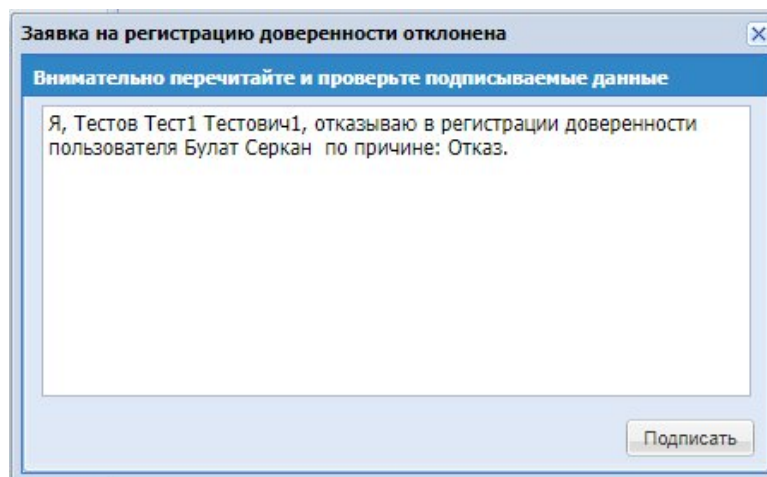 Заявка на регистрацию доверенности отклонена
Внимательно перечитайте и проверьте подписываемые данные
Я, Тестов Тест1 Тестович1, отказываю в регистрации доверенности
пользователя Булат Серкан  по причине: Отказ.
Подписать